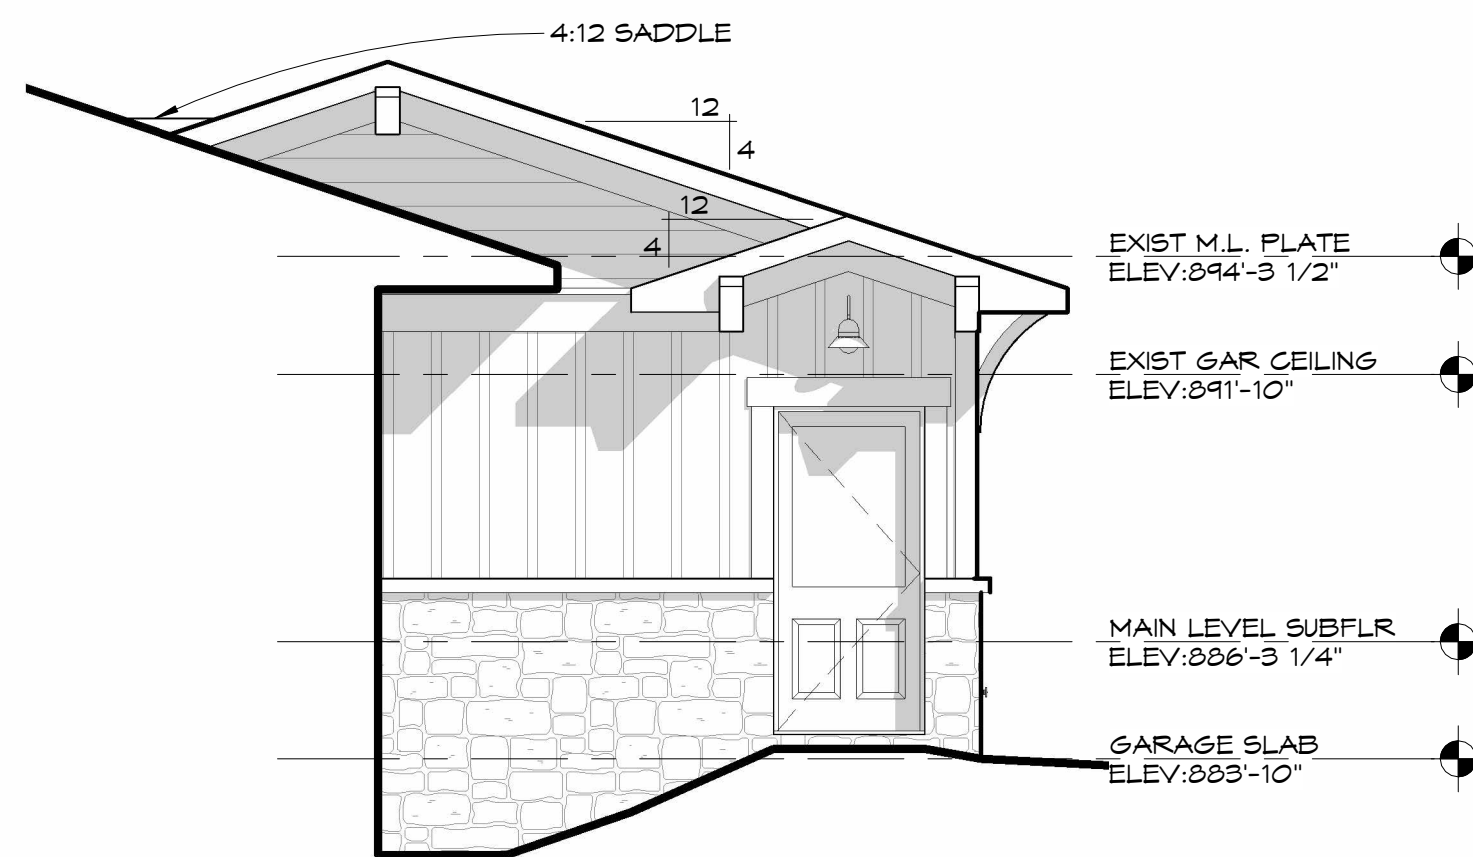 4:12 SADDLE
12
4
12
4
EXIST M.L. PLATE
ELEV:894'-3 1/2"
EXIST GAR CEILING
ELEV:891'-10"
MAIN LEVEL SUBFLR
ELEV:886'-3 1/4"
GARAGE SLAB
ELEV:883'-10"